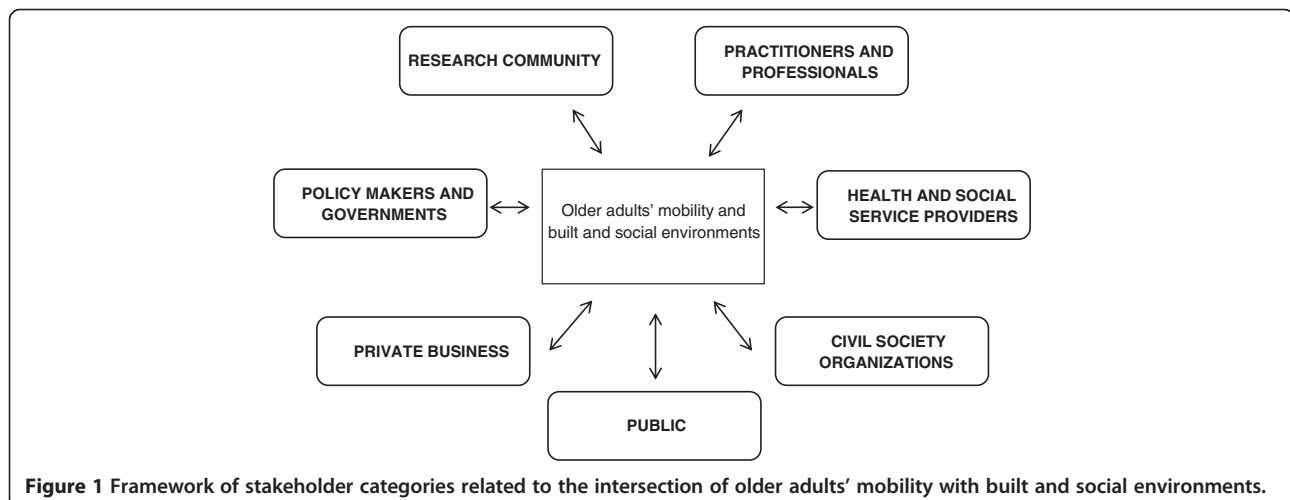 RESEARCH COMMUNITY
PRACTITIONERS AND
PROFESSIONALS
POLICY MAKERS AND
GOVERNMENTS
Older adults’ mobility and
built and social environments
HEALTH AND SOCIAL
SERVICE PROVIDERS
PRIVATE BUSINESS
CIVIL SOCIETY
ORGANIZATIONS
PUBLIC
Figure 1 Framework of stakeholder categories related to the intersection of older adults’ mobility with built and social environments.